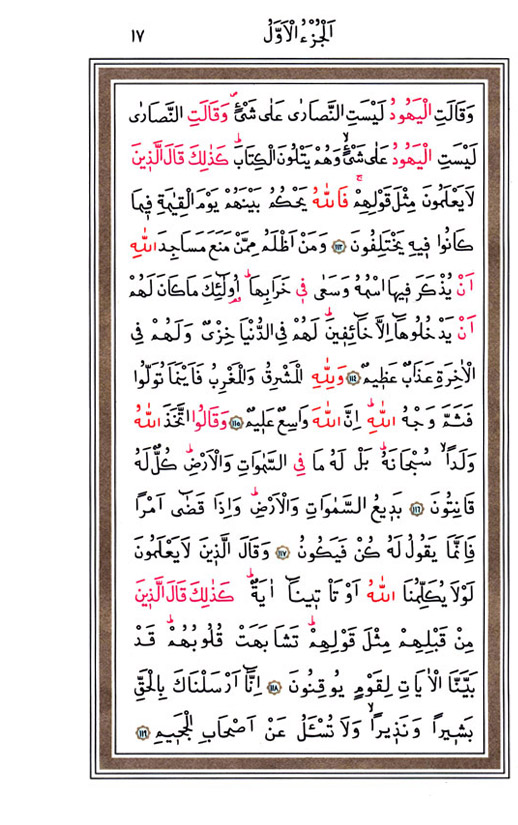 اَلْجُزْءُ الْاَوَّلُ ١٧
وَقَالَتِ الْيَهُودُ لَيْسَتِ النَّصَارٰى عَلٰى شَىْءٍۖ وَقَالَتِ النَّصَارٰى
لَيْسَتِ الْيَهُودُ عَلٰى شَىْءٍۙ وَهُمْ يَتْلُونَ الْكِتَابَۜ كَذٰلِكَ قَالَ الَّذ۪ينَ
لَا يَعْلَمُونَ مِثْلَ قَوْلِهِمْۚ فَاللّٰهُ يَحْكُمُ بَيْنَهُمْ يَوْمَ الْقِيٰمَةِ ف۪يمَا
كَانُوا ف۪يهِ يَخْتَلِفُونَ ﴿١١٣﴾ وَمَنْ اَظْلَمُ مِمَّنْ مَنَعَ مَسَاجِدَ اللّٰهِ
اَنْ يُذْكَرَ ف۪يهَا اسْمُهُ وَسَعٰى ف۪ي خَرَابِهَاۜ اُو۬لٰٓئِكَ مَا كَانَ لَهُمْ
اَنْ يَدْخُلُوهَٓا اِلَّا خَٓائِف۪ينَۜ لَهُمْ فِي الدُّنْيَا خِزْىٌ وَلَهُمْ فِي
الْاٰخِرَةِ عَذَابٌ عَظ۪يمٌ ﴿١١٤﴾ وَلِلّٰهِ الْمَشْرِقُ وَالْمَغْرِبُ فَاَيْنَمَا تُوَلُّوا
فَثَمَّ وَجْهُ اللّٰهِۜ اِنَّ اللّٰهَ وَاسِعٌ عَل۪يمٌ ﴿١١٥﴾ وَقَالُوا اتَّخَذَ اللّٰهُ
وَلَدًاۙ سُبْحَانَهُۜ بَلْ لَهُ مَا فِي السَّمٰوَاتِ وَالْاَرْضِۜ كُلٌّ لَهُ
قَانِتُونَ ﴿١١٦﴾ بَد۪يعُ السَّمٰوَاتِ وَالْاَرْضِۜ وَاِذَا قَضٰٓى اَمْرًا
فَاِنَّمَا يَقُولُ لَهُ كُنْ فَيَكُونُ ﴿١١٧﴾ وَقَالَ الَّذ۪ينَ لَا يَعْلَمُونَ
لَوْلَا يُكَلِّمُنَا اللّٰهُ اَوْ تَأْت۪ينَٓا اٰيَةٌۜ كَذٰلِكَ قَالَ الَّذ۪ينَ
مِنْ قَبْلِهِمْ مِثْلَ قَوْلِهِمْۜ تَشَابَهَتْ قُلُوبُهُمْۜ قَدْ
بَيَّنَّا الْاٰيَاتِ لِقَوْمٍ يُوقِنُونَ ﴿١١٨﴾ اِنَّٓا اَرْسَلْنَاكَ بِالْحَقِّ
بَش۪يرًا وَنَذ۪يرًاۙ وَلَا تُسْـَٔلُ عَنْ اَصْحَابِ الْجَح۪يمِ ﴿١١٩﴾